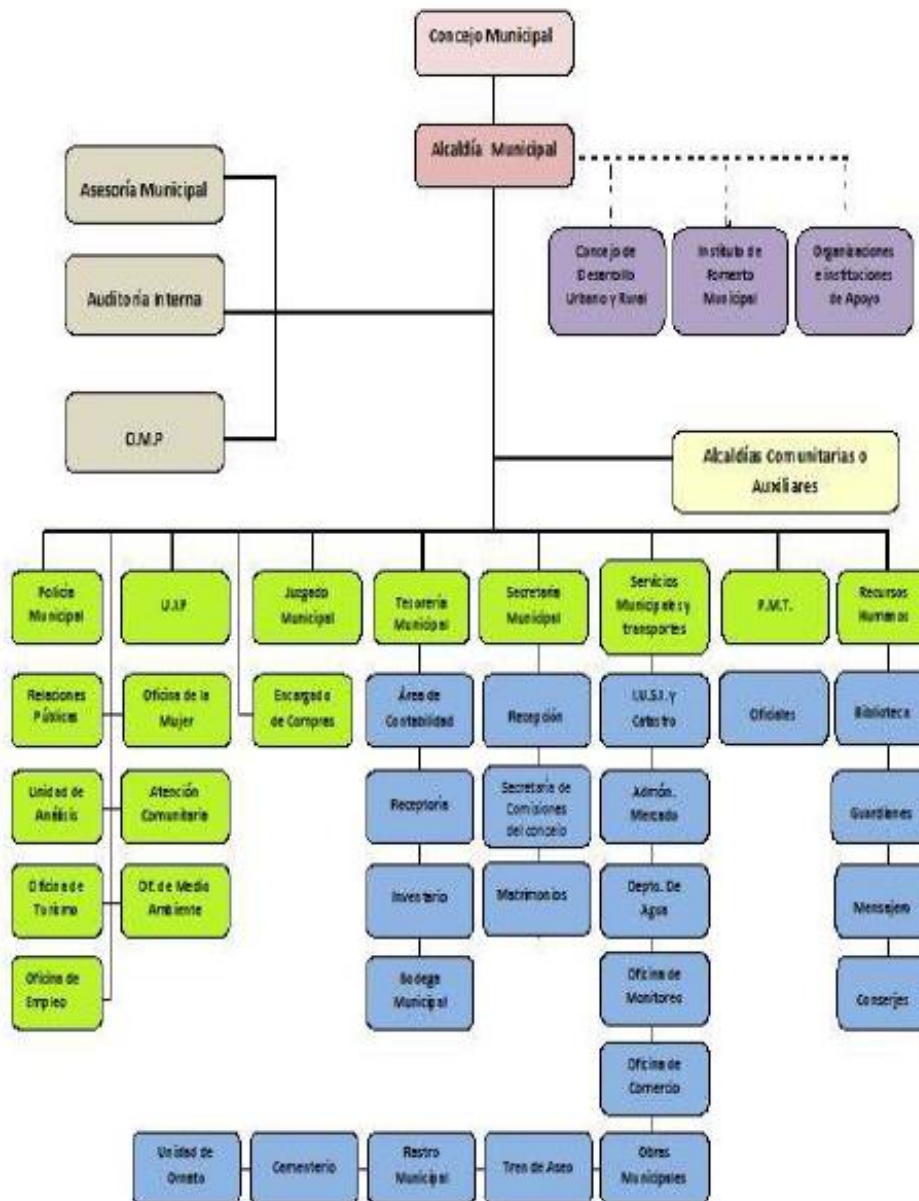 Concejo Municipal
Alcaldía Municipal
Asesoría Municipal
Auditoría Interna
D.M.P
Concejo de
Desarrollo
Urbano y Rural
Instituto de
Fomento
Municipal
Organizaciones
e instituciones
de Apoyo
Alcaldías Comunitarias o
Auxiliares
Policía
Municipal
U.I.P
Juzgado
Municipal
Tesorería
Municipal
Secretaría
Municipal
Servicios
Municipales y
transportes
P.M.T.
Recursos
Humanos
Relaciones
Públicas
Oficina de la
Mujer
Encargado
de Compras
Área de
Contabilidad
Recepción
I.U.S.I. y
Catastro
Oficiales
Biblioteca
Unidad de
Análisis
Atención
Comunitaria
Receptoría
Secretaría de
Comisiones
del concejo
Admón.
Mercado
Guardianes
Oficina de
Turismo
Of. de Medio
Ambiente
Inventario
Matrimonios
Depto. De
Agua
Mensajero
Oficina de
Empleo
Bodega
Municipal
Oficina de
Monitoreo
Conserjes
Oficina de
Comercio
Unidad de
Ornato
Cementerio
Rastro
Municipal
Tren de Aseo
Obras
Municipales